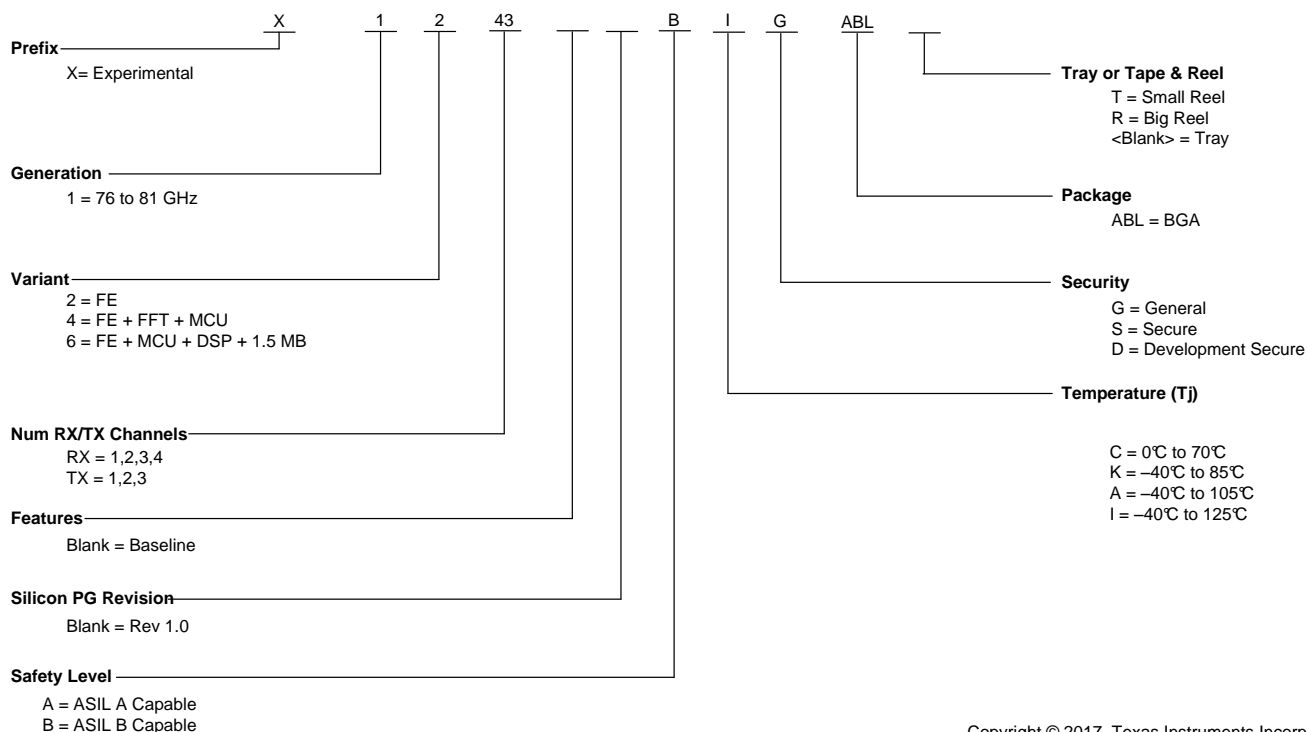 X 1 2 43 B I G ABL
Prefix
X= Experimental
Generation
1 = 76 to 81 GHz
Variant
2 = FE
4 = FE + FFT + MCU
6 = FE + MCU + DSP + 1.5 MB
Num RX/TX Channels
RX = 1,2,3,4
TX = 1,2,3
Features
Blank = Baseline
Silicon PG Revision
Blank = Rev 1.0
Safety Level
A = ASIL A Capable
B = ASIL B Capable
Tray or Tape & Reel
T = Small Reel
R = Big Reel
<Blank> = Tray
Package
ABL = BGA
Security
G = General
S = Secure
D = Development Secure
Temperature (Tj)
C = 0°C to 70°C
K = –40°C to 85°C
A = –40°C to 105°C
I = –40°C to 125°C
Copyright © 2017, Texas Instruments Incorp